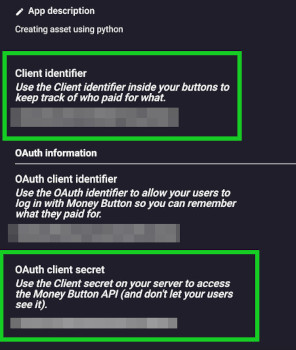 App description
Creating asset using python
Client identifier
Use the Client identifier inside your buttons to
keep track of who paid for what.
OAuth information
OAuth client identifier
Use the OAuth identifier to allow your users to
log in with Money Button so you can remember
what they paid for.
OAuth client secret
Use the Client secret on your server to access
the Money Button API (and don't let your users
see it).